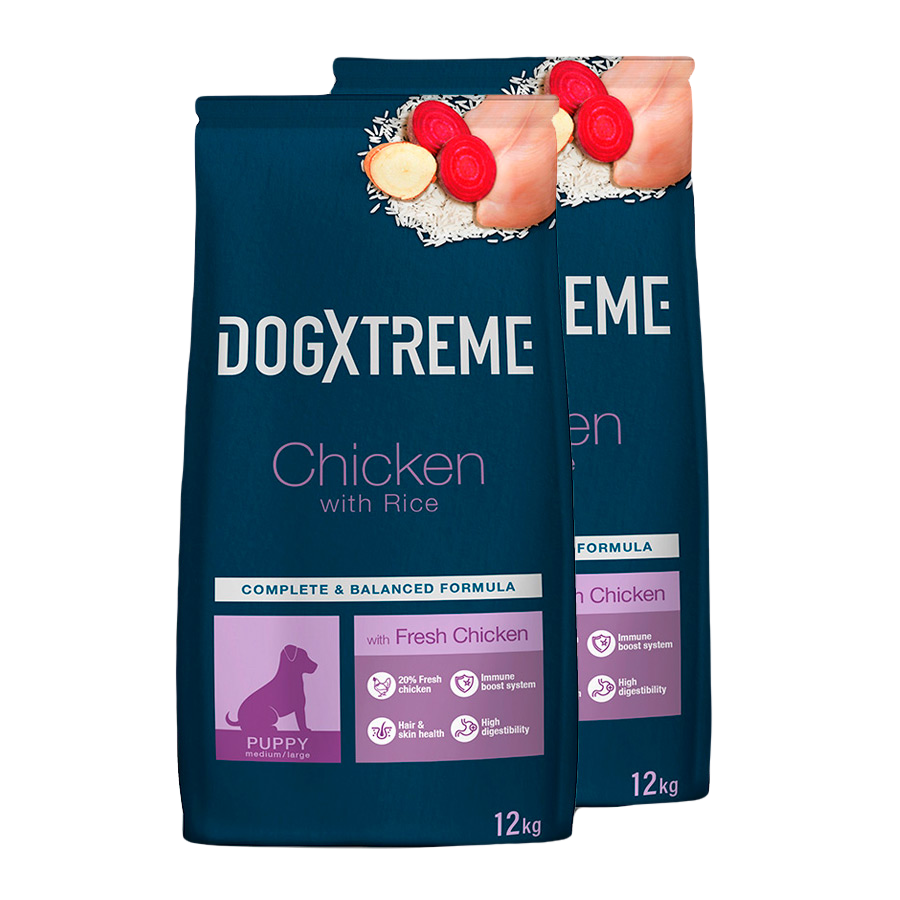 DOGXTREME
Chicken
with Rice
COMPLETE & BALANCED FORMULA
with Fresh Chicken
20% Fresh
chicken
Immune
boost system
Hair &
skin health
High
digestibility
PUPPY
medium/large
12kg
EME
en
e
FORMULA
h Chicken
Immune
boost system
High
digestibility
12kg